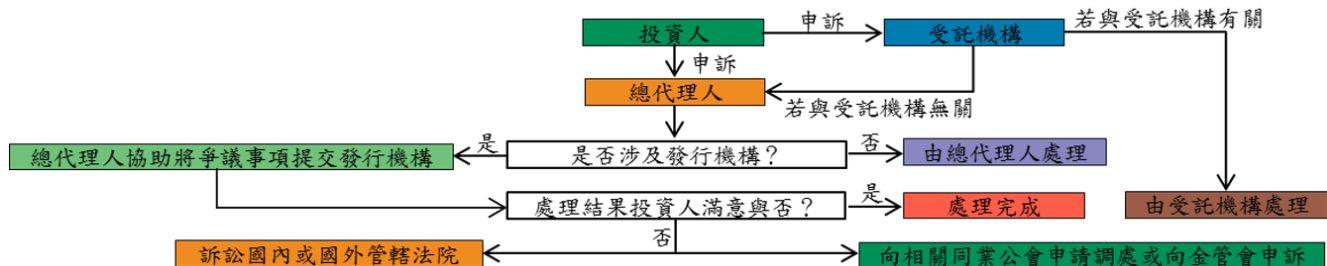 投資人
申訴
受託機構
若與受託機構有關
申訴
總代理人
若與受託機構無關
總代理人協助將爭議事項提交發行機構
是
是否涉及發行機構？
否
由總代理人處理
處理結果投資人滿意與否？
是
處理完成
由受託機構處理
否
訴訟國內或國外管轄法院
向相關同業公會申請調處或向金管會申訴